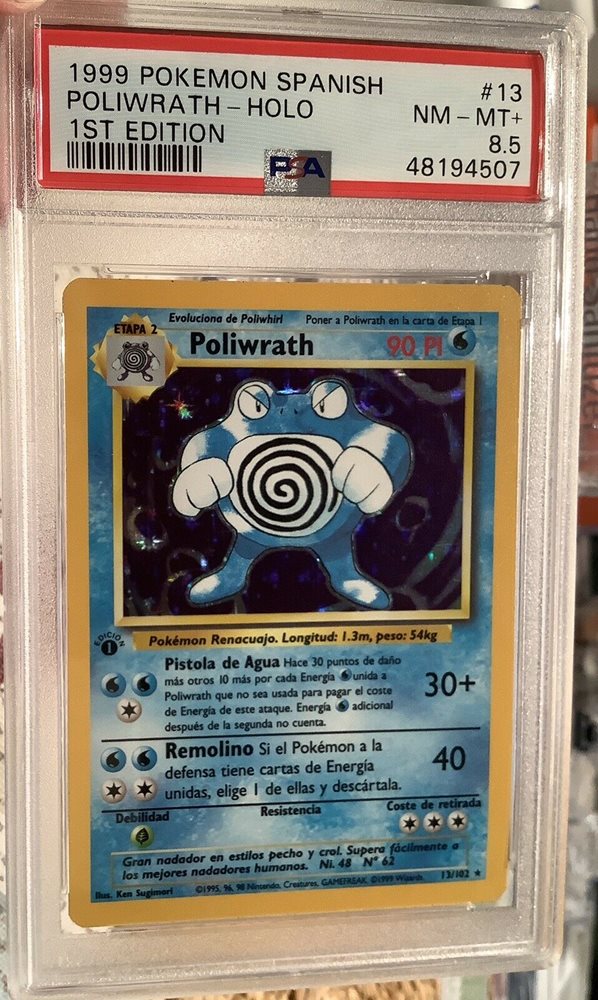 1999 POKEMON SPANISH #13
POLIWRATH - HOLO NM - MT+
1ST EDITION 8.5
PSA 48194507
Evoluciona de Poliwhirl Poner a Poliwrath en la carta de Etapa 1
ETAPA 2
Poliwrath 90 PI
EDICIÓN
1
Pokémon Renacuajo. Longitud: 1.3m, peso: 54kg
Pistola de Agua Hace 30 puntos de daño
más otros 10 más por cada Energía unida a
Poliwrath que no sea usada para pagar el coste
de Energía de este ataque. Energía adicional
después de la segunda no cuenta.
30+
Remolino Si el Pokémon a la
defensa tiene cartas de Energía
unidas, elige 1 de ellas y descártala.
40
Debilidad Resistencia Coste de retirada
Gran nadador en estilos pecho y crol. Supera fácilmente a
los mejores nadadores humanos. Ni. 48 Nº 62
Ilus. Ken Sugimori ©1995, 96, 98 Nintendo, Creatures, GAMEFREAK. ©1999 Wizards. 13/102